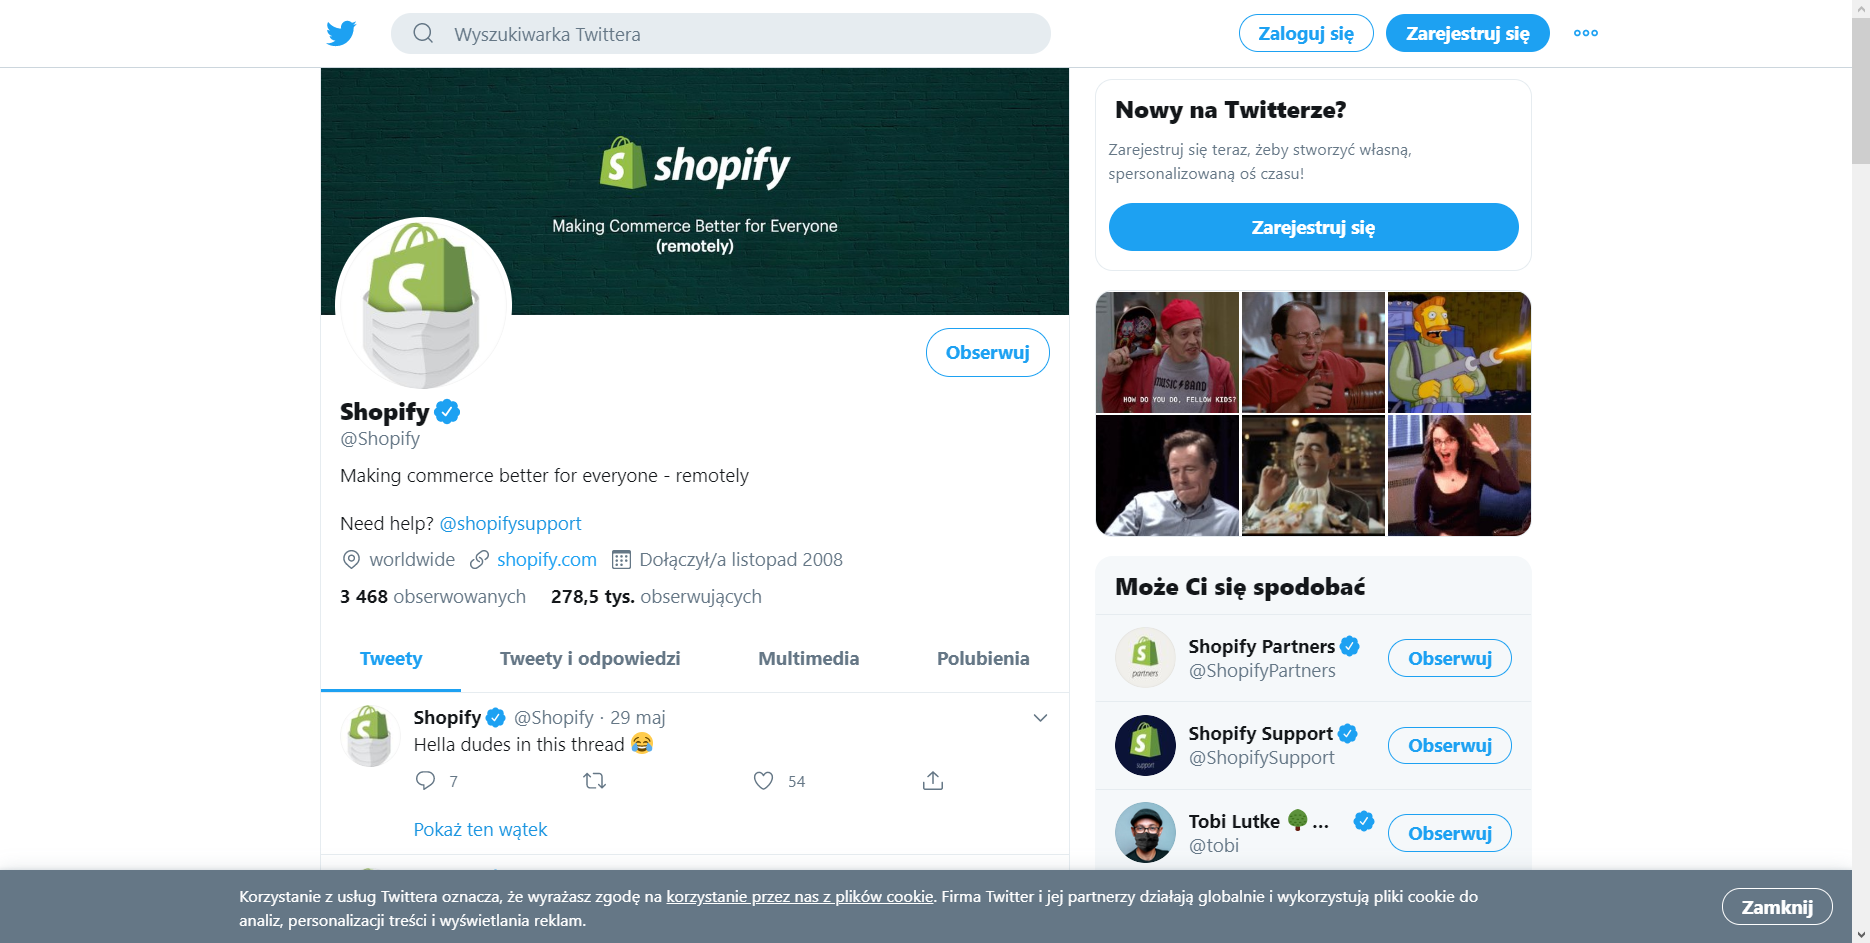 Wyszukiwarka Twittera
Zaloguj się
Zarejestruj się
shopify
Making Commerce Better for Everyone
(remotely)
Obserwuj
Shopify
@Shopify
Making commerce better for everyone - remotely
Need help? @shopifysupport
worldwide shopify.com Dołączył/a listopad 2008
3 468 obserwowanych 278,5 tys. obserwujących
Tweety Tweety i odpowiedzi Multimedia Polubienia
Shopify @Shopify · 29 maj
Hella dudes in this thread 😂
7 54
Pokaż ten wątek
Nowy na Twitterze?
Zarejestruj się teraz, żeby stworzyć własną,
spersonalizowaną oś czasu!
Zarejestruj się
MUSIC BAND
HOW DO YOU DO, FELLOW KIDS?
Może Ci się spodobać
partners
Shopify Partners
@ShopifyPartners
Obserwuj
support
Shopify Support
@ShopifySupport
Obserwuj
Tobi Lutke 🌳 ...
@tobi
Obserwuj
Korzystanie z usług Twittera oznacza, że wyrażasz zgodę na korzystanie przez nas z plików cookie. Firma Twitter i jej partnerzy działają globalnie i wykorzystują pliki cookie do
analiz, personalizacji treści i wyświetlania reklam.
Zamknij